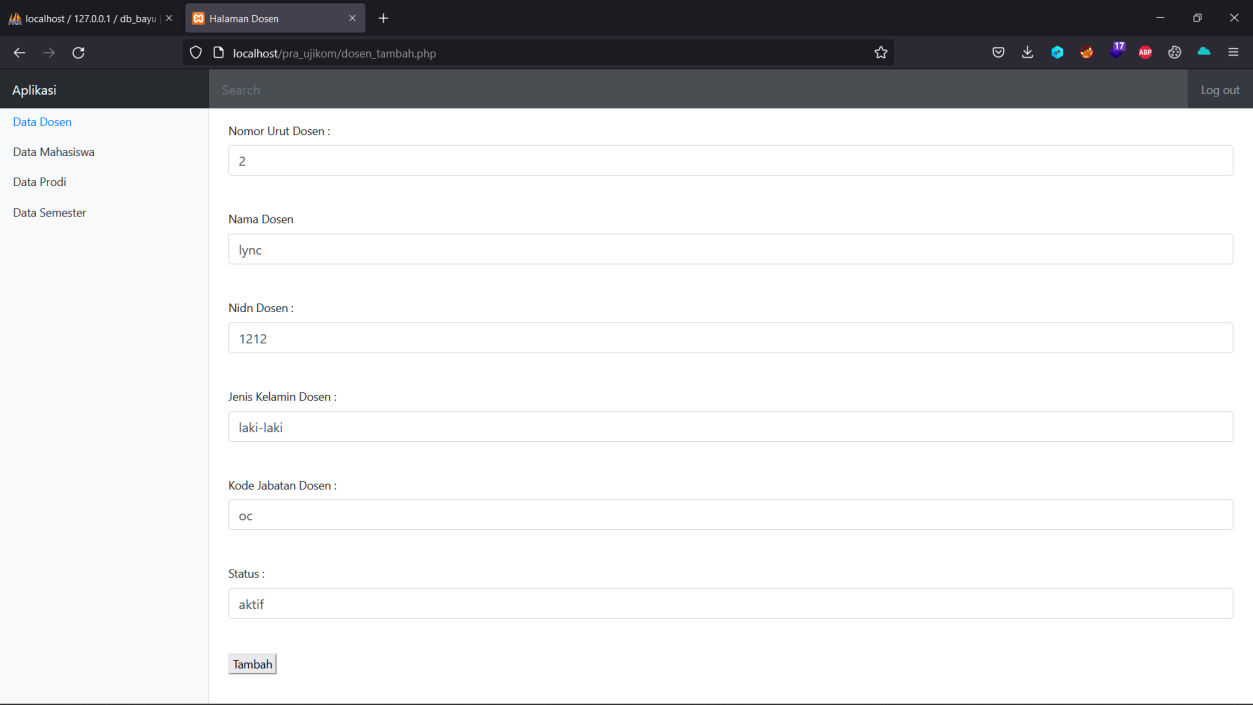 localhost / 127.0.0.1 / db_bayu |
Halaman Dosen
localhost/pra_ujikom/dosen_tambah.php
17
ABP
Aplikasi
Search
Log out
Data Dosen
Data Mahasiswa
Data Prodi
Data Semester
Nomor Urut Dosen :
2
Nama Dosen
lync
Nidn Dosen :
1212
Jenis Kelamin Dosen :
laki-laki
Kode Jabatan Dosen :
oc
Status :
aktif
Tambah